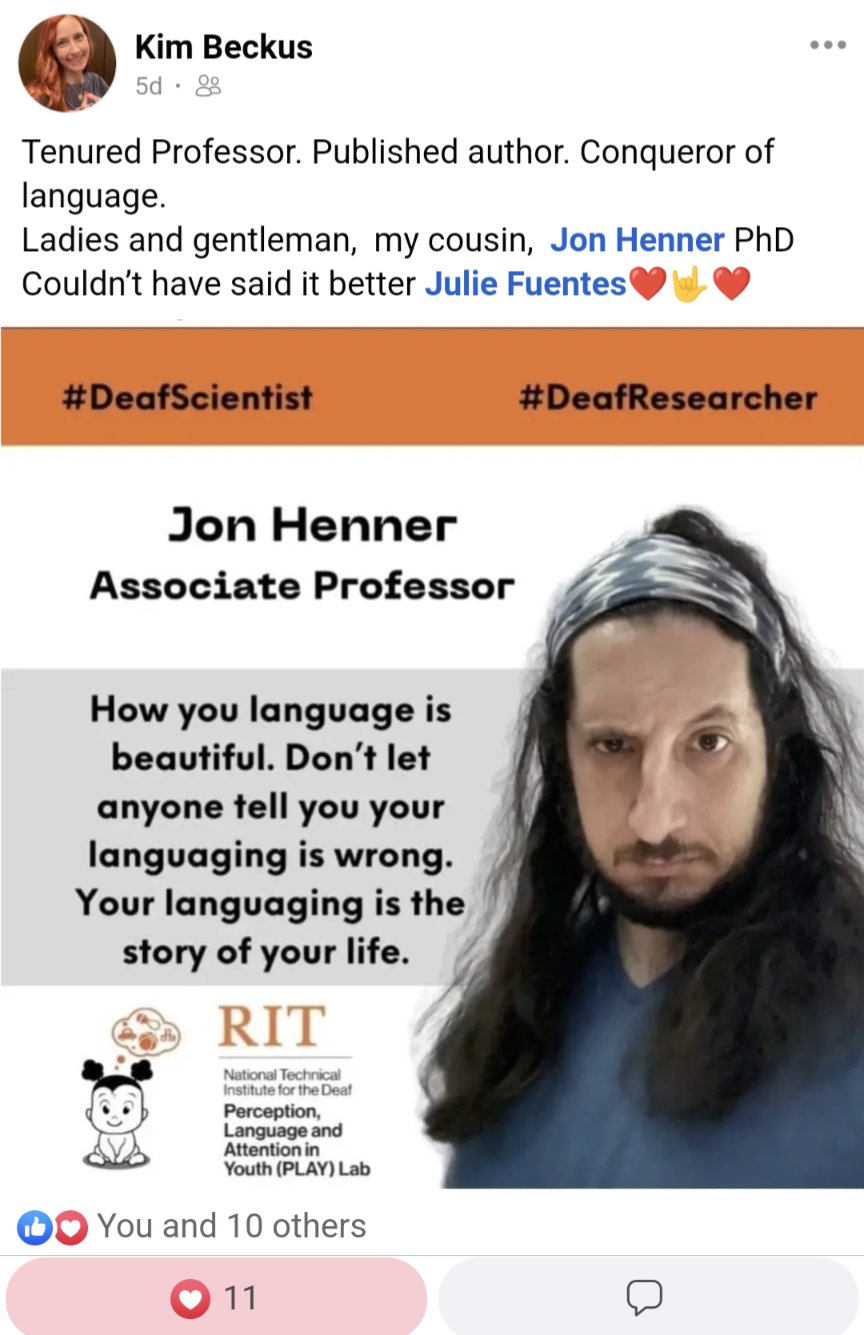 Kim Beckus
5d ·
Tenured Professor. Published author. Conqueror of
language.
Ladies and gentleman, my cousin, Jon Henner PhD
Couldn't have said it better Julie Fuentes❤️🤟❤️
#DeafScientist #DeafResearcher
Jon Henner
Associate Professor
How you language is
beautiful. Don't let
anyone tell you your
languaging is wrong.
Your languaging is the
story of your life.
RIT
National Technical
Institute for the Deaf
Perception,
Language and
Attention in
Youth (PLAY) Lab
You and 10 others
11